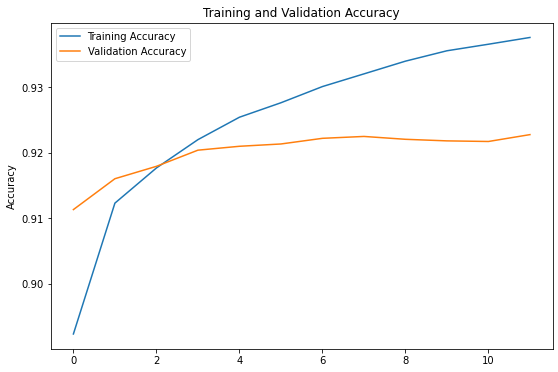 Training and Validation Accuracy
Training Accuracy
Validation Accuracy
Accuracy
0.93
0.92
0.91
0.90
0 2 4 6 8 10